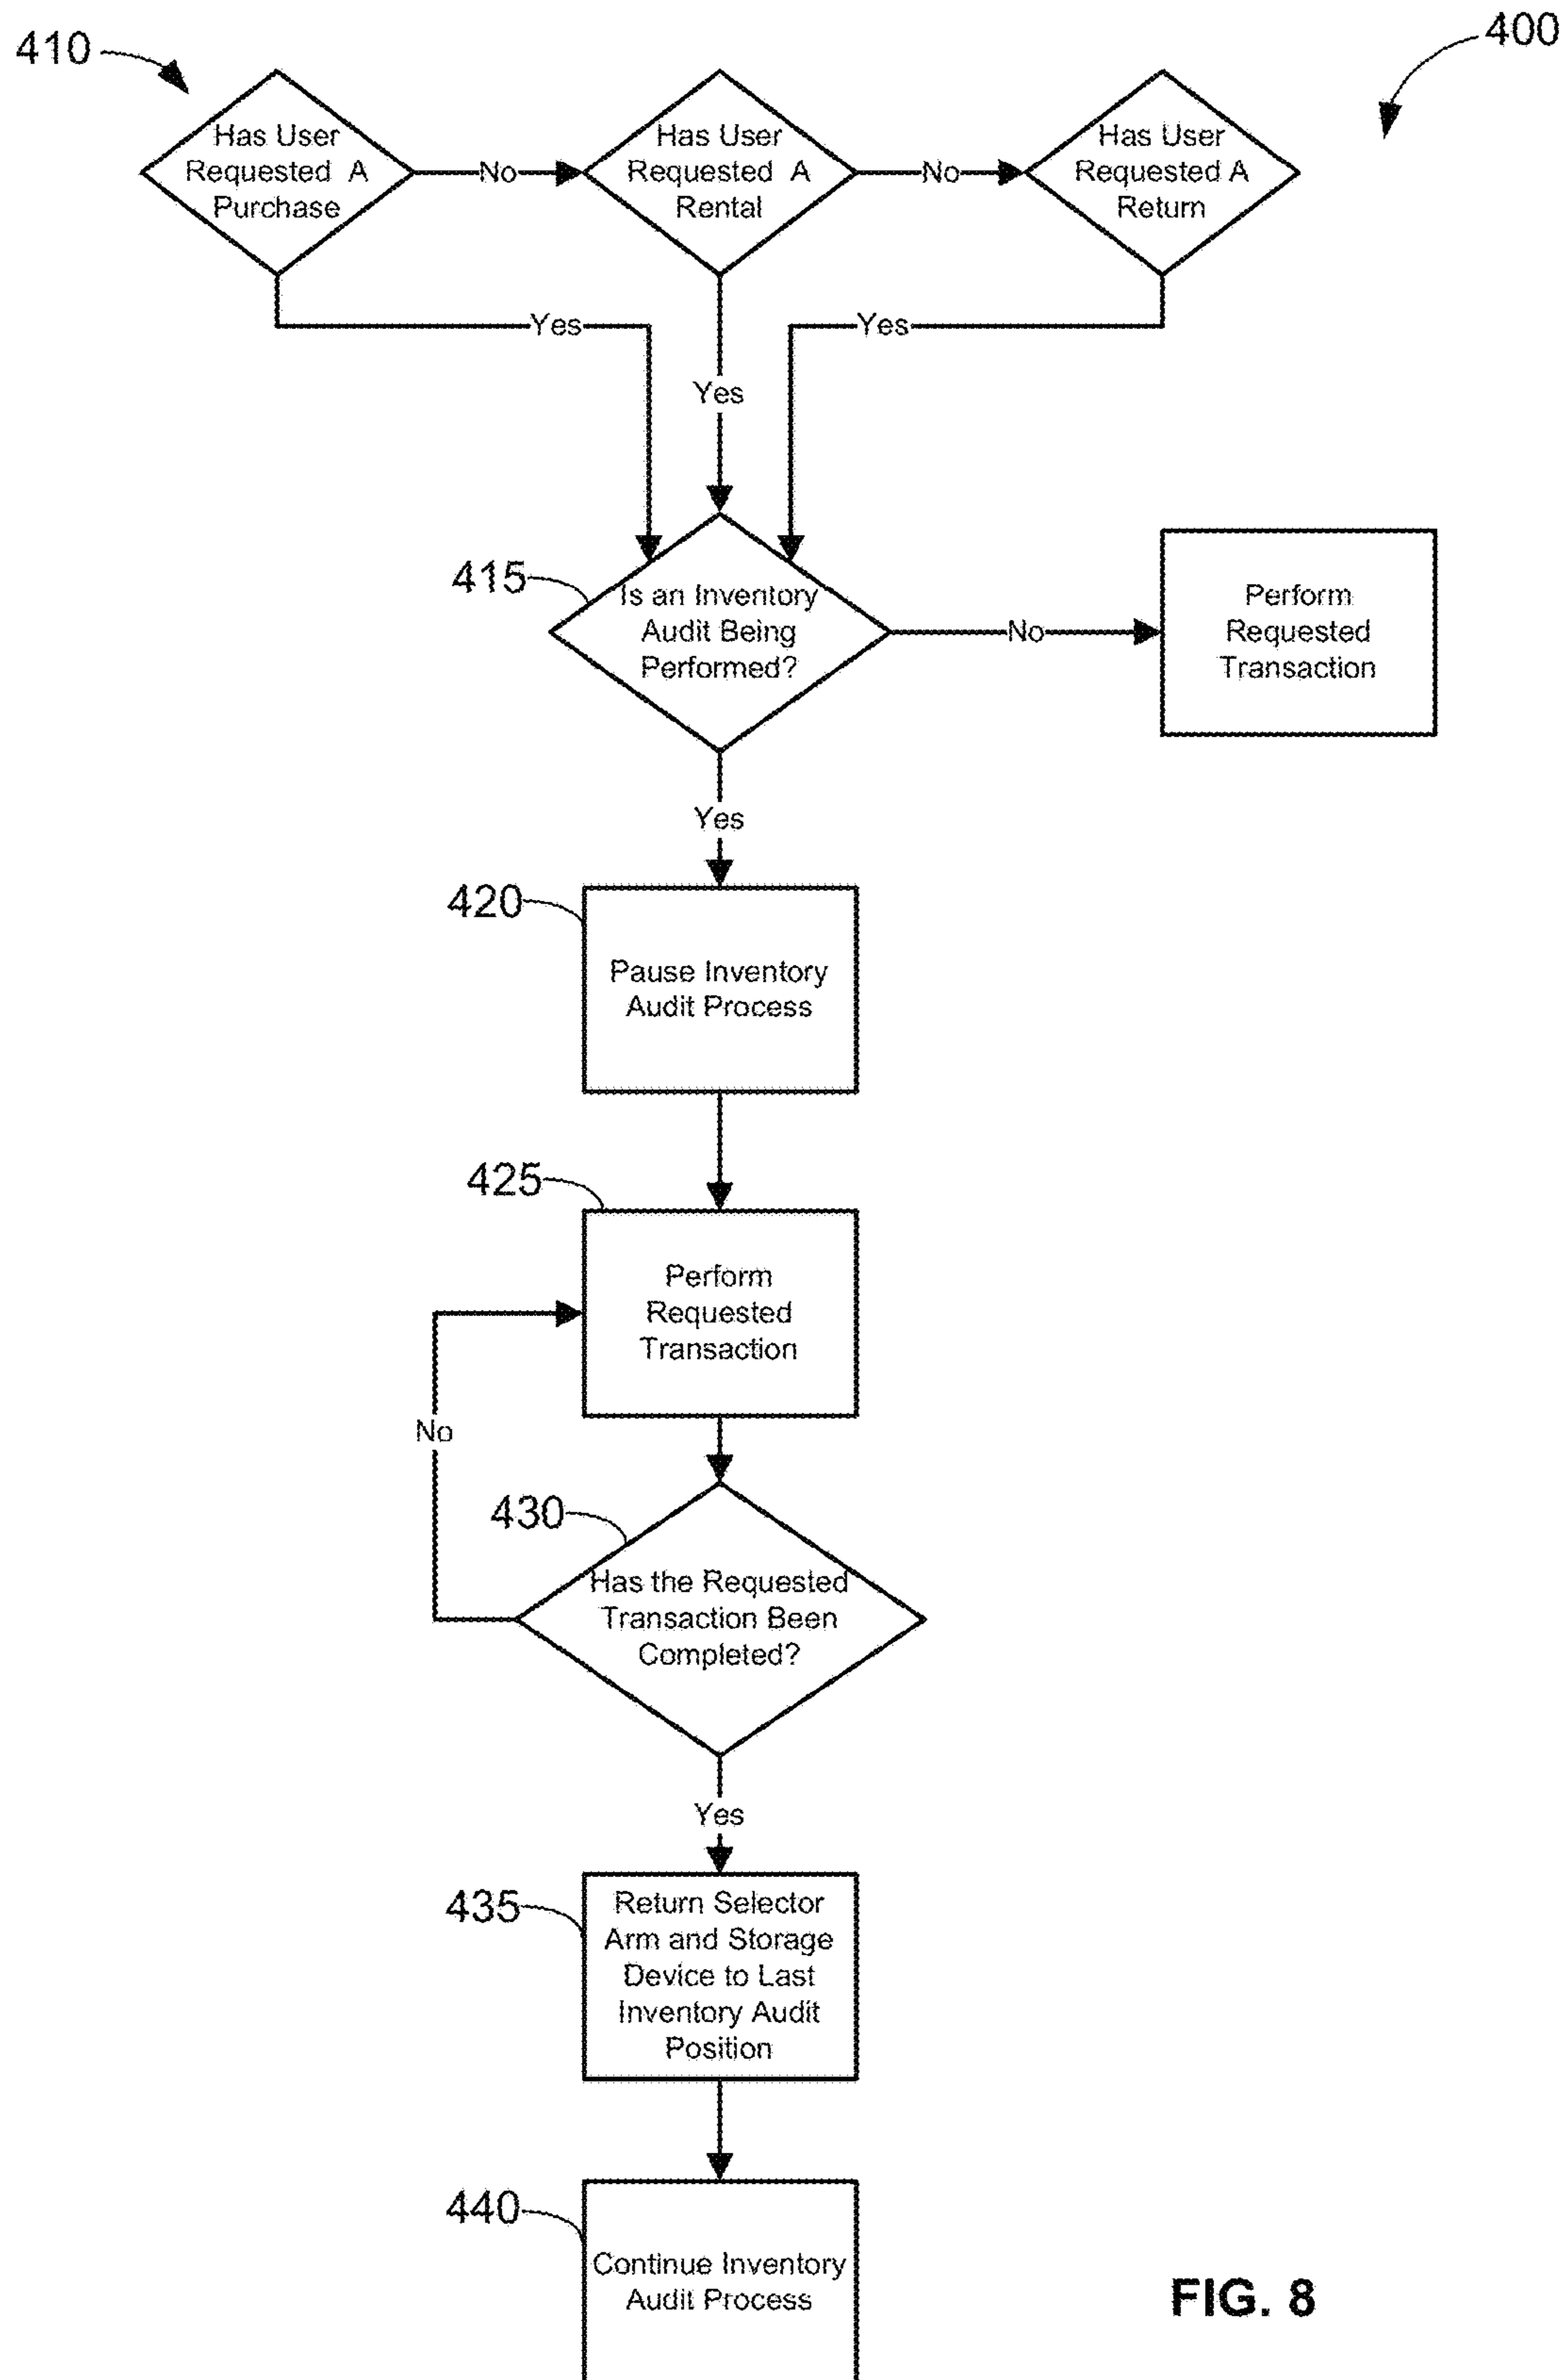 410
400
Has User
Requested A
Purchase
No
Has User
Requested A
Rental
No
Has User
Requested A
Return
Yes
Yes
Yes
415
Is an Inventory
Audit Being
Performed?
No
Perform
Requested
Transaction
Yes
420
Pause Inventory
Audit Process
425
Perform
Requested
Transaction
No
430
Has the Requested
Transaction Been
Completed?
Yes
435
Return Selector
Arm and Storage
Device to Last
Inventory Audit
Position
440
Continue Inventory
Audit Process
FIG. 8